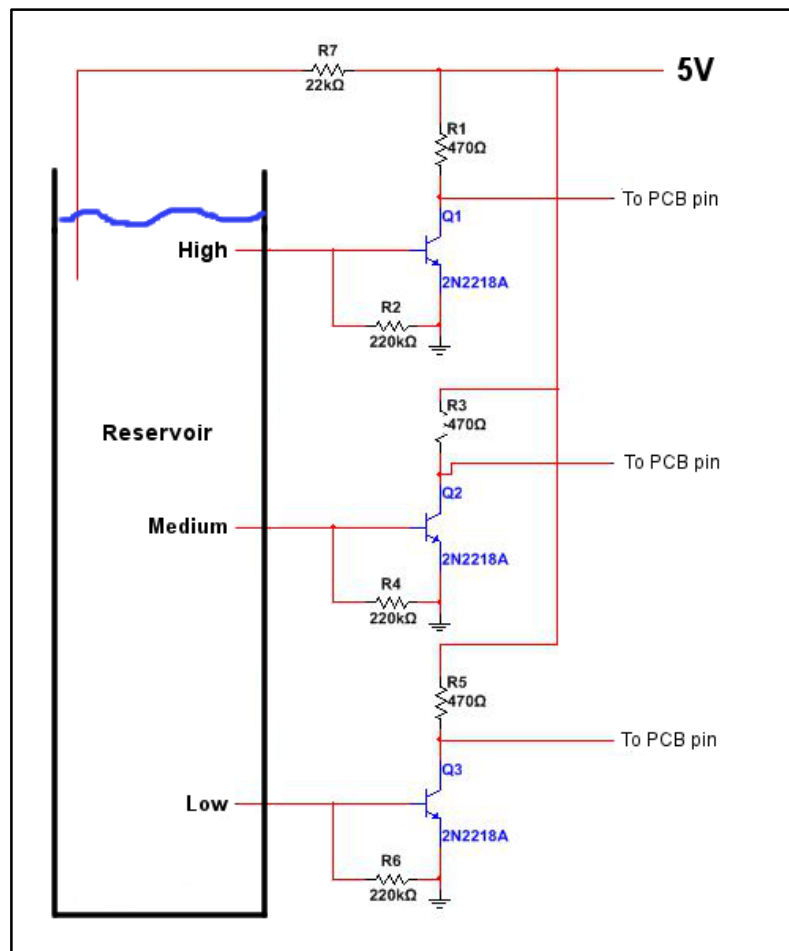 R7
22kΩ
5V
R1
470Ω
To PCB pin
Q1
High
2N2218A
R2
220kΩ
R3
470Ω
Reservoir
To PCB pin
Q2
Medium
2N2218A
R4
220kΩ
R5
470Ω
To PCB pin
Q3
Low
2N2218A
R6
220kΩ